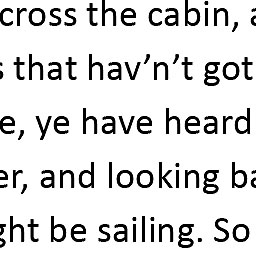 cross the cabin, a
s that hav’n’t got
e, ye have heard
er, and looking ba
ght be sailing. So